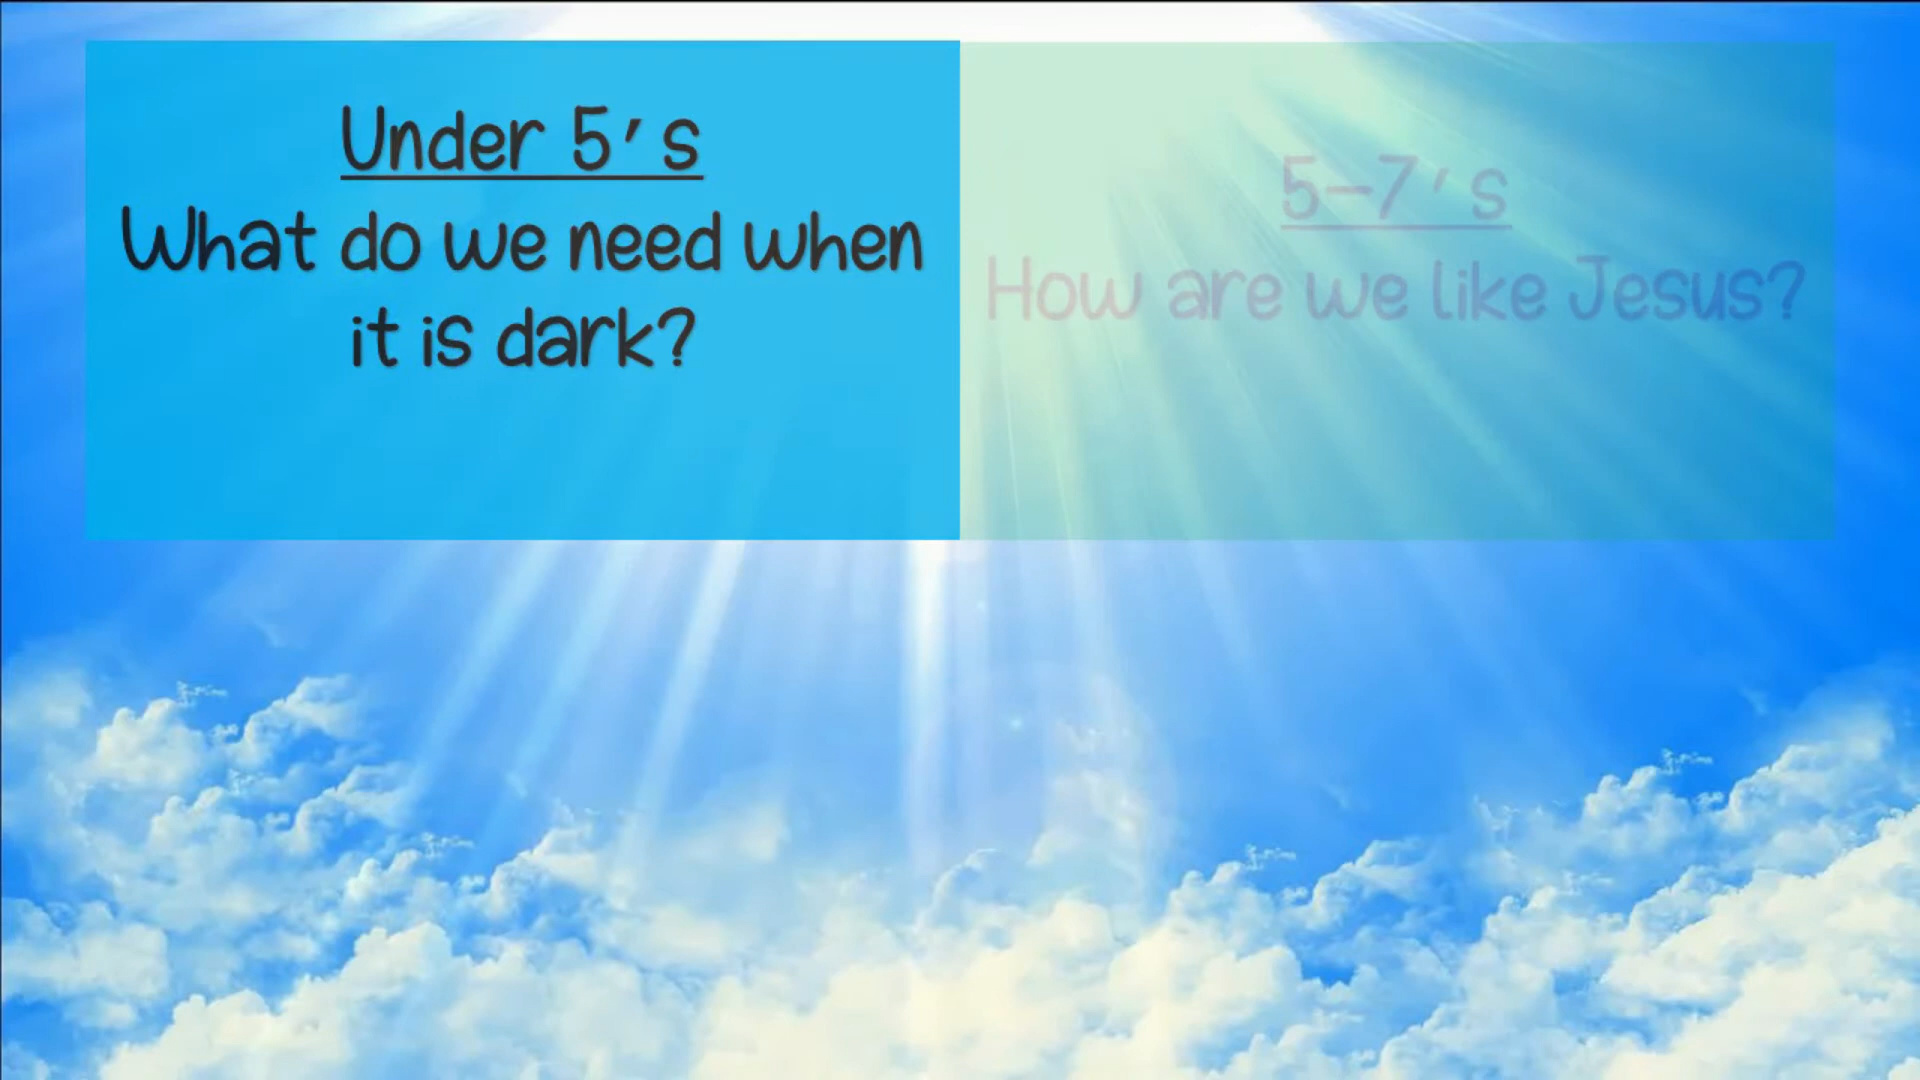 Under 5's
What do we need when
it is dark?
5-7's
How are we like Jesus?